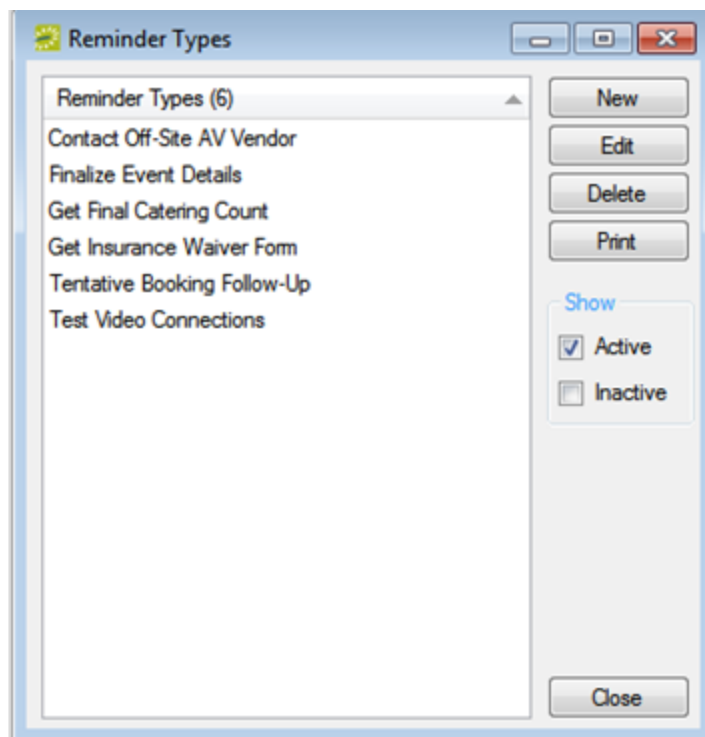 Reminder Types
Reminder Types (6)
Contact Off-Site AV Vendor
Finalize Event Details
Get Final Catering Count
Get Insurance Waiver Form
Tentative Booking Follow-Up
Test Video Connections
New
Edit
Delete
Print
Show
Active
Inactive
Close